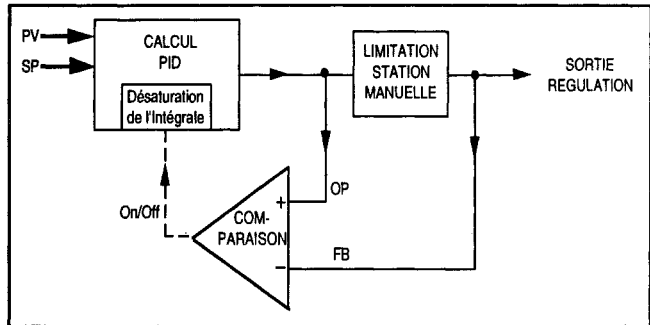 PV
SP
CALCUL
PID
Désaturation
de l'Intégrale
LIMITATION
STATION
MANUELLE
SORTIE
REGULATION
On/Off
COM-
PARAISON
+
−
OP
FB